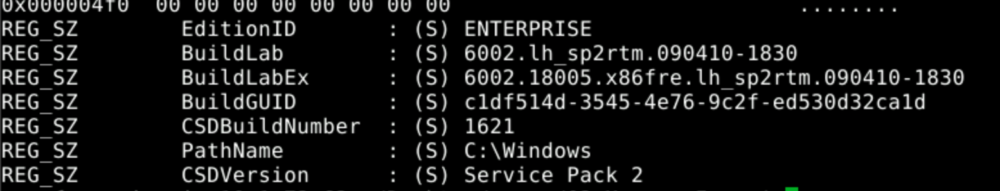 0x000004f0  00 00 00 00 00 00 00 00                           ........
REG_SZ        EditionID       : (S) ENTERPRISE
REG_SZ        BuildLab        : (S) 6002.lh_sp2rtm.090410-1830
REG_SZ        BuildLabEx      : (S) 6002.18005.x86fre.lh_sp2rtm.090410-1830
REG_SZ        BuildGUID       : (S) c1df514d-3545-4e76-9c2f-ed530d32ca1d
REG_SZ        CSDBuildNumber  : (S) 1621
REG_SZ        PathName        : (S) C:\Windows
REG_SZ        CSDVersion      : (S) Service Pack 2